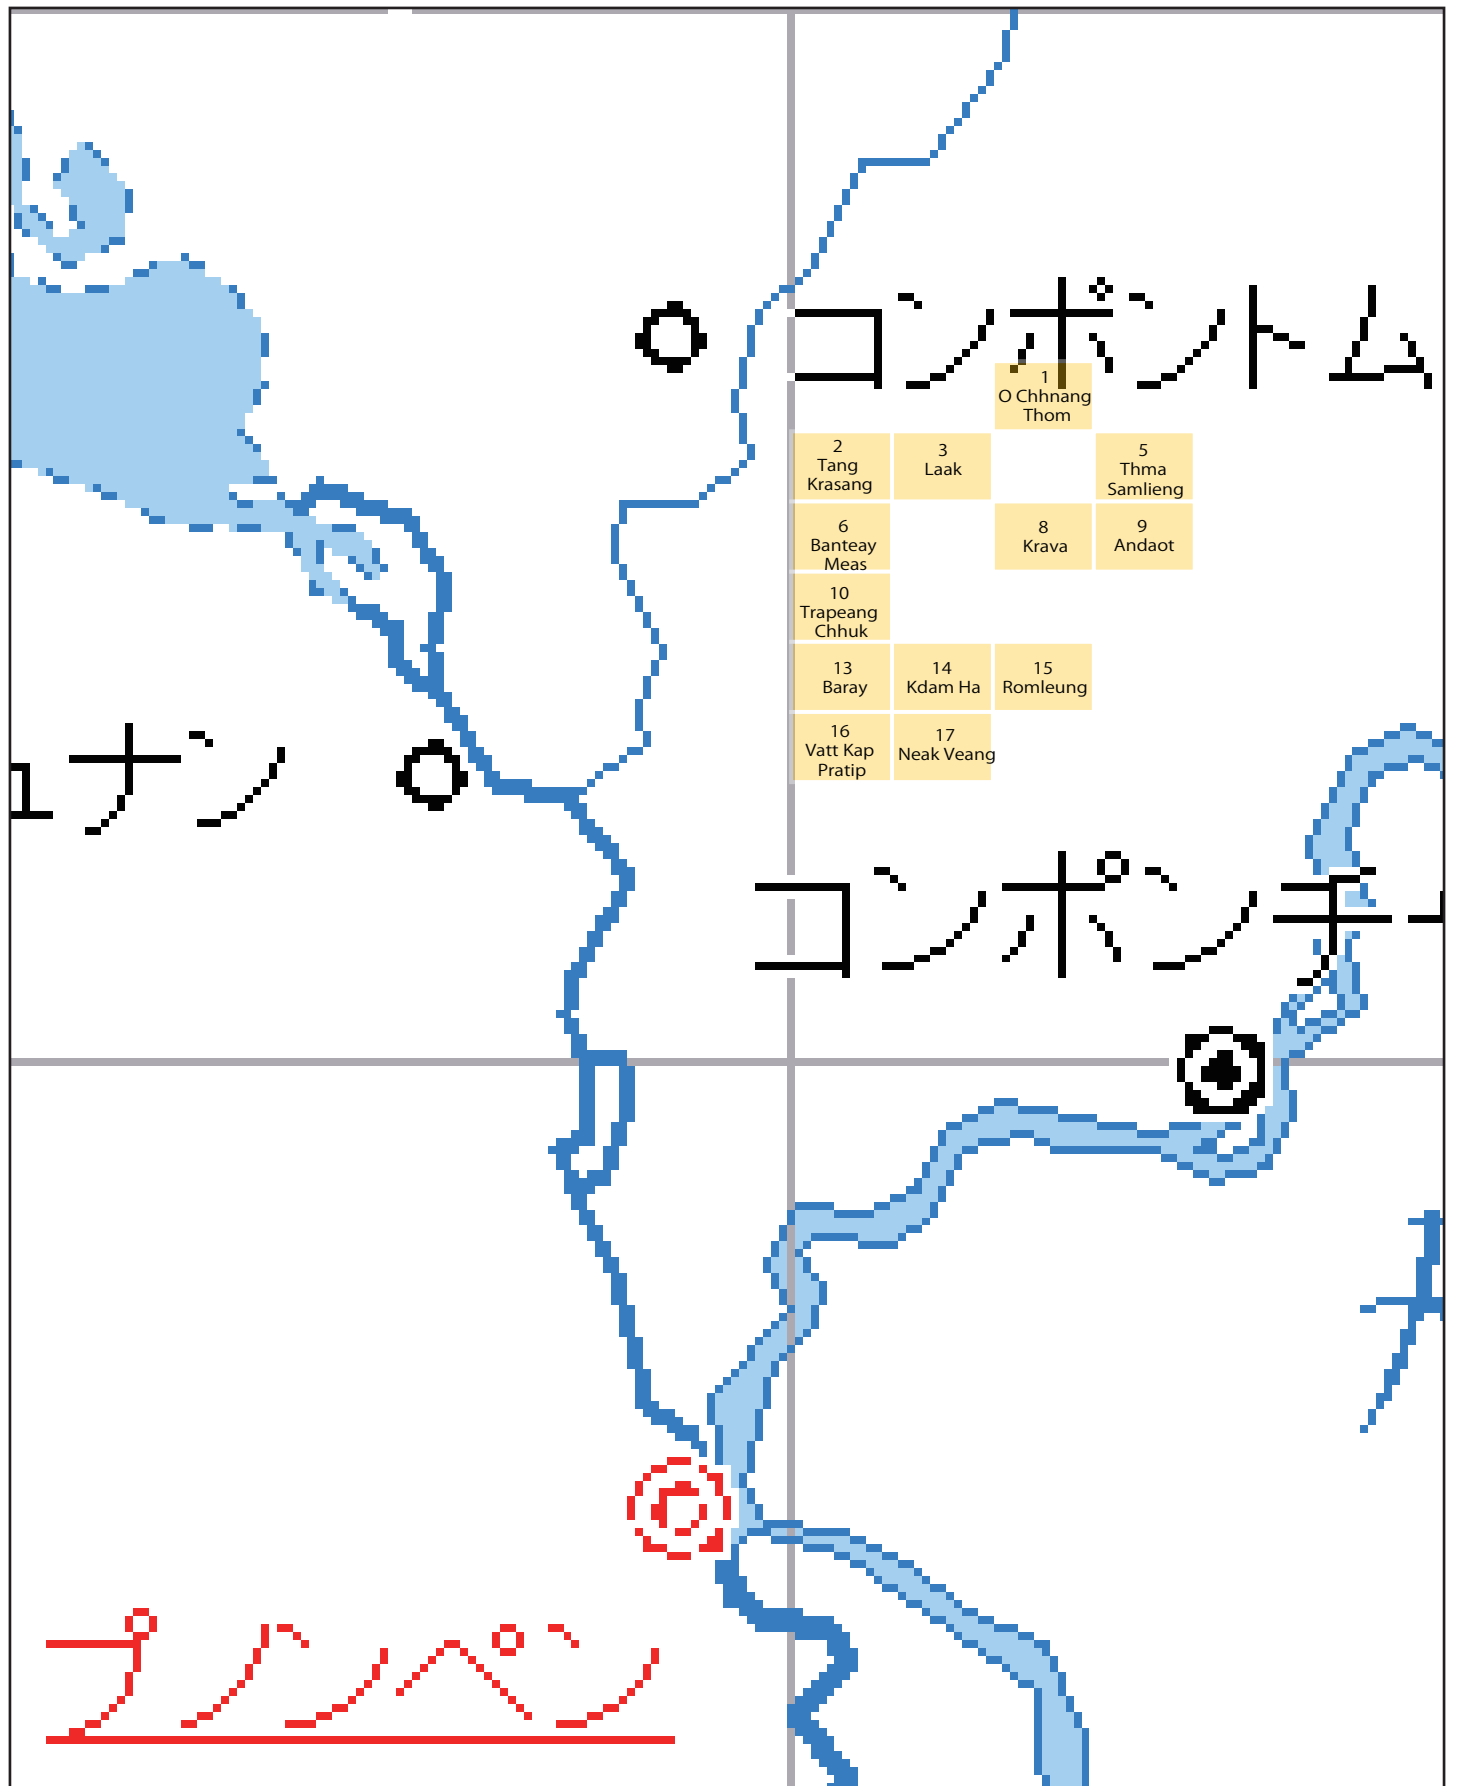 コンポントム
1
O Chhnang
Thom
2
Tang
Krasang
3
Laak
5
Thma
Samlieng
6
Banteay
Meas
8
Krava
9
Andaot
10
Trapeang
Chhuk
13
Baray
14
Kdam Ha
15
Romleung
16
Vatt Kap
Pratip
17
Neak Veang
ュナン
コンポンチ
プノンペン